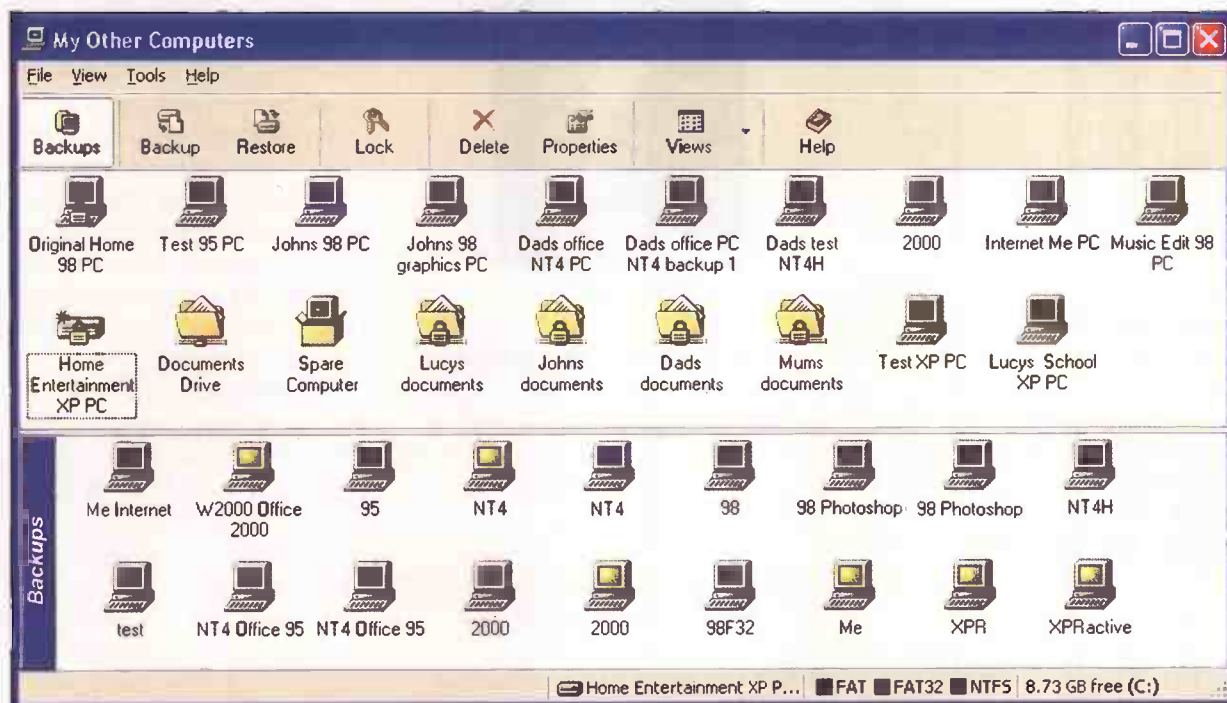 My Other Computers
File View Tools Help
Backups Backup Restore Lock Delete Properties Views Help
Original Home 98 PC
Test 95 PC
Johns 98 PC
Johns 98 graphics PC
Dads office NT4 PC
Dads office PC NT4 backup 1
Dads test NT4H
2000
Internet Me PC
Music Edit 98 PC
Home Entertainment XP PC
Documents Drive
Spare Computer
Lucys documents
Johns documents
Dads documents
Mums documents
Test XP PC
Lucys School XP PC
Backups
Me Internet
W2000 Office 2000
95
NT4
NT4
98
98 Photoshop
98 Photoshop
NT4H
test
NT4 Office 95
NT4 Office 95
2000
2000
98F32
Me
XPR
XPRactive
Home Entertainment XP P... FAT FAT32 NTFS 8.73 GB free (C:)